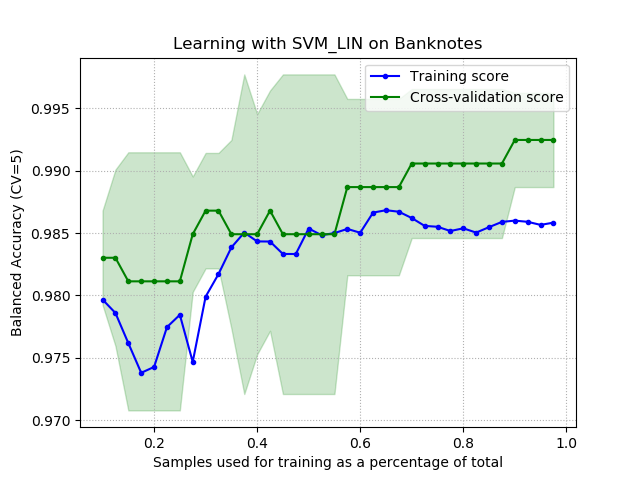 Learning with SVM_LIN on Banknotes
Training score
Cross-validation score
0.995
0.990
0.985
0.980
0.975
0.970
Balanced Accuracy (CV=5)
0.2 0.4 0.6 0.8 1.0
Samples used for training as a percentage of total